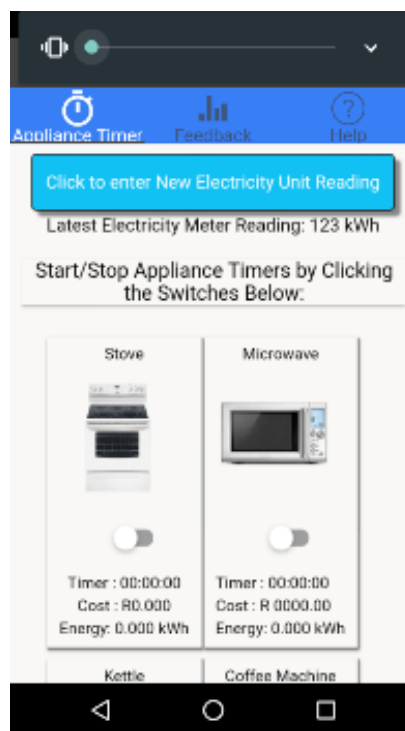 Appliance Timer Feedback Help
Click to enter New Electricity Unit Reading
Latest Electricity Meter Reading: 123 kWh
Start/Stop Appliance Timers by Clicking
the Switches Below:
Stove
Timer : 00:00:00
Cost : R0.000
Energy: 0.000 kWh
Microwave
Timer : 00:00:00
Cost : R 0000.00
Energy: 0.000 kWh
Kettle
Coffee Machine